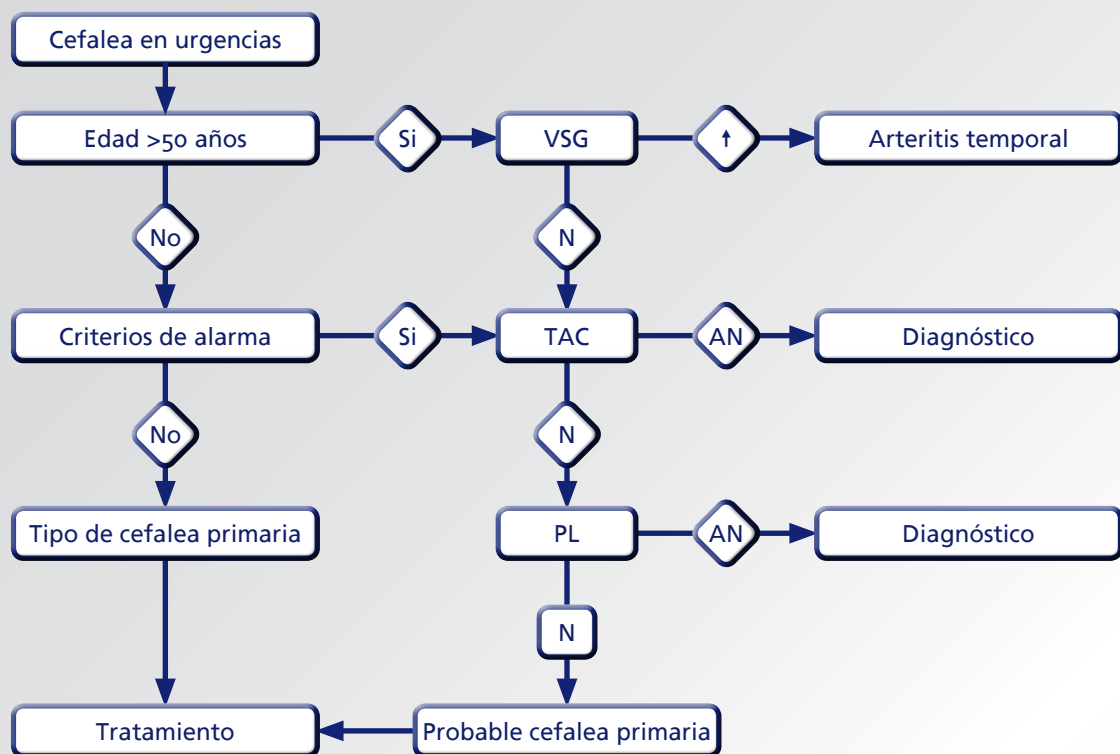 Cefalea en urgencias
Edad >50 años
Si
VSG
↑
Arteritis temporal
No
N
Criterios de alarma
Si
TAC
AN
Diagnóstico
No
N
Tipo de cefalea primaria
PL
AN
Diagnóstico
N
Tratamiento
Probable cefalea primaria